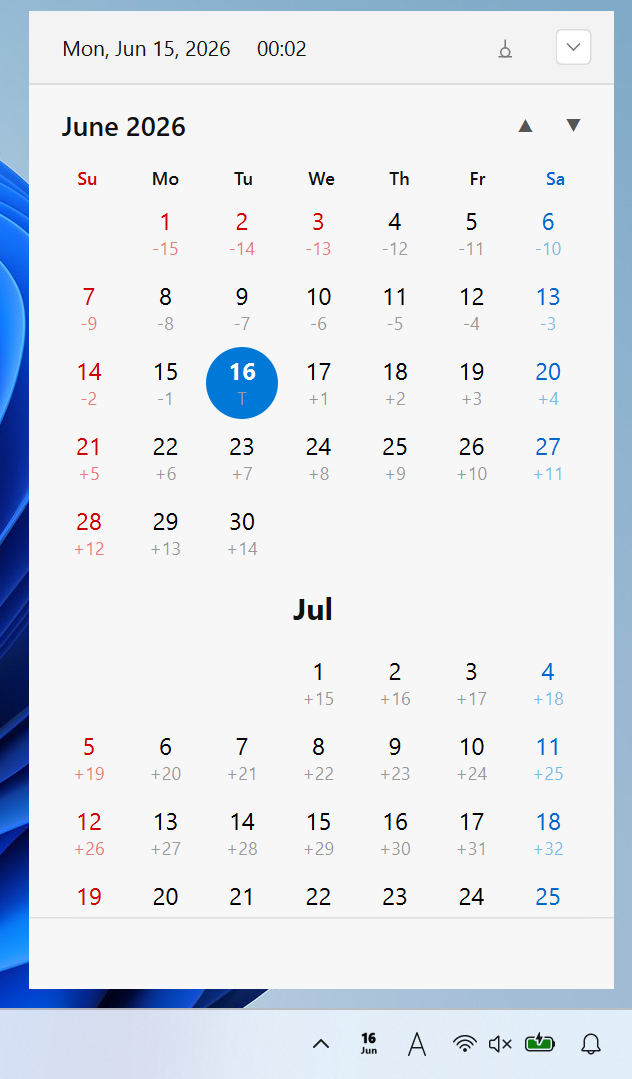 Mon, Jun 15, 2026 00:02
June 2026 ▲ ▼
Su Mo Tu We Th Fr Sa
1 2 3 4 5 6
-15 -14 -13 -12 -11 -10
7 8 9 10 11 12 13
-9 -8 -7 -6 -5 -4 -3
14 15 16 17 18 19 20
-2 -1 T +1 +2 +3 +4
21 22 23 24 25 26 27
+5 +6 +7 +8 +9 +10 +11
28 29 30
+12 +13 +14
Jul
1 2 3 4
+15 +16 +17 +18
5 6 7 8 9 10 11
+19 +20 +21 +22 +23 +24 +25
12 13 14 15 16 17 18
+26 +27 +28 +29 +30 +31 +32
19 20 21 22 23 24 25
16
Jun
A